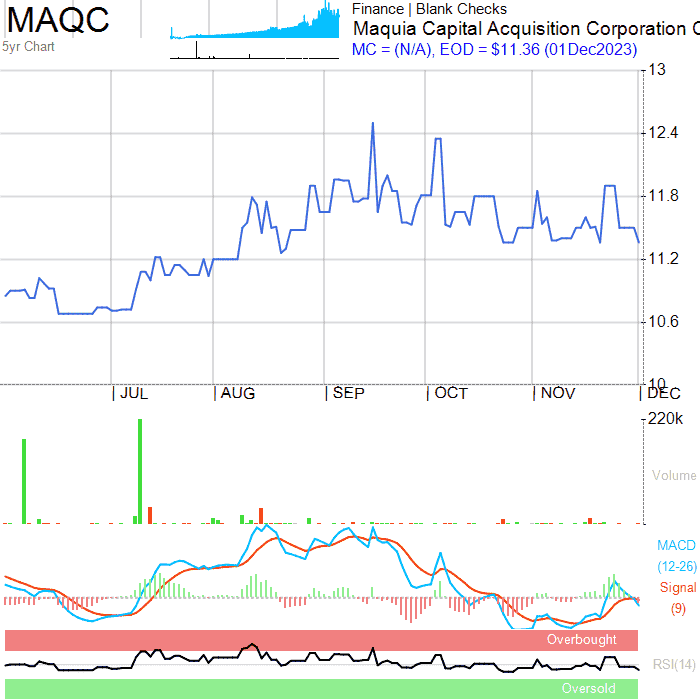 MAQC
5yr Chart
Finance | Blank Checks
Maquia Capital Acquisition Corporation C
MC = (N/A), EOD = $11.36 (01Dec2023)
13
12.4
11.8
11.2
10.6
10
JUL AUG SEP OCT NOV DEC
220k
Volume
MACD
(12-26)
Signal
(9)
Overbought
RSI(14)
Oversold